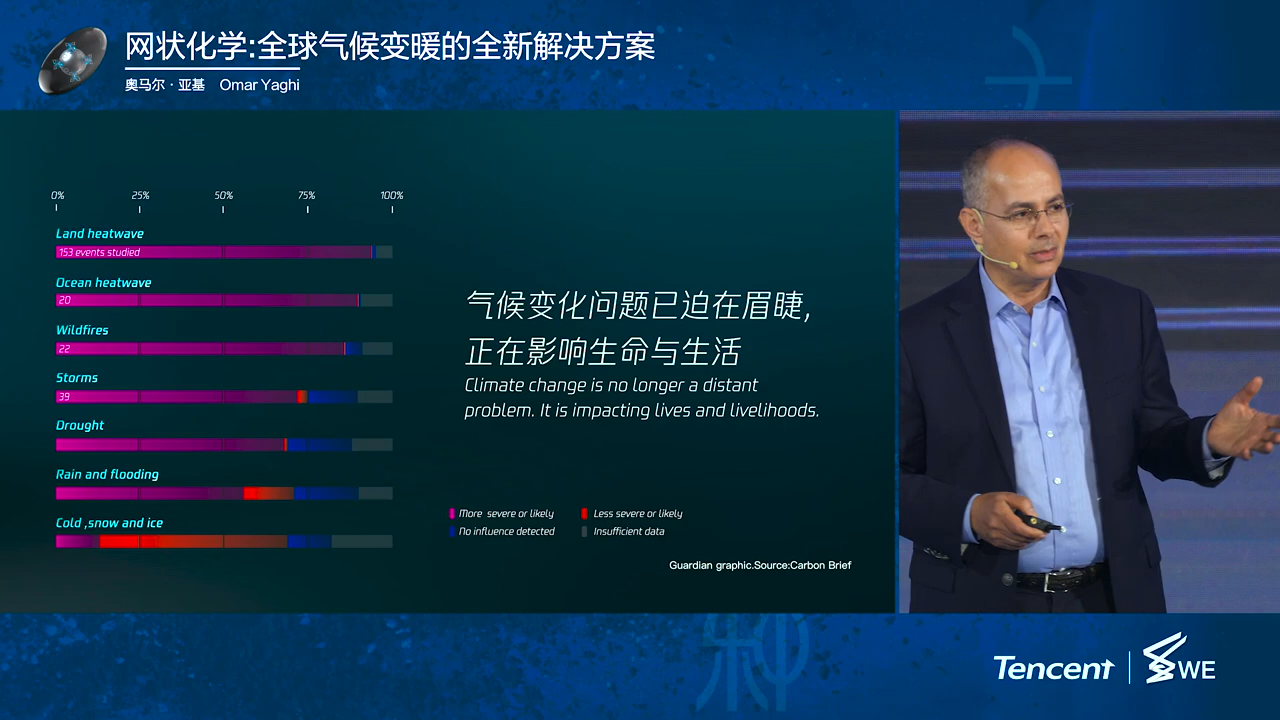 网状化学:全球气候变暖的全新解决方案
奥马尔·亚基 Omar Yaghi
0% 25% 50% 75% 100%
Land heatwave
153 events studied
Ocean heatwave
20
Wildfires
22
Storms
39
Drought
Rain and flooding
Cold ,snow and ice
气候变化问题已迫在眉睫,
正在影响生命与生活
Climate change is no longer a distant
problem. It is impacting lives and livelihoods.
More severe or likely
Less severe or likely
No influence detected
Insufficient data
Guardian graphic.Source:Carbon Brief
Tencent
WE